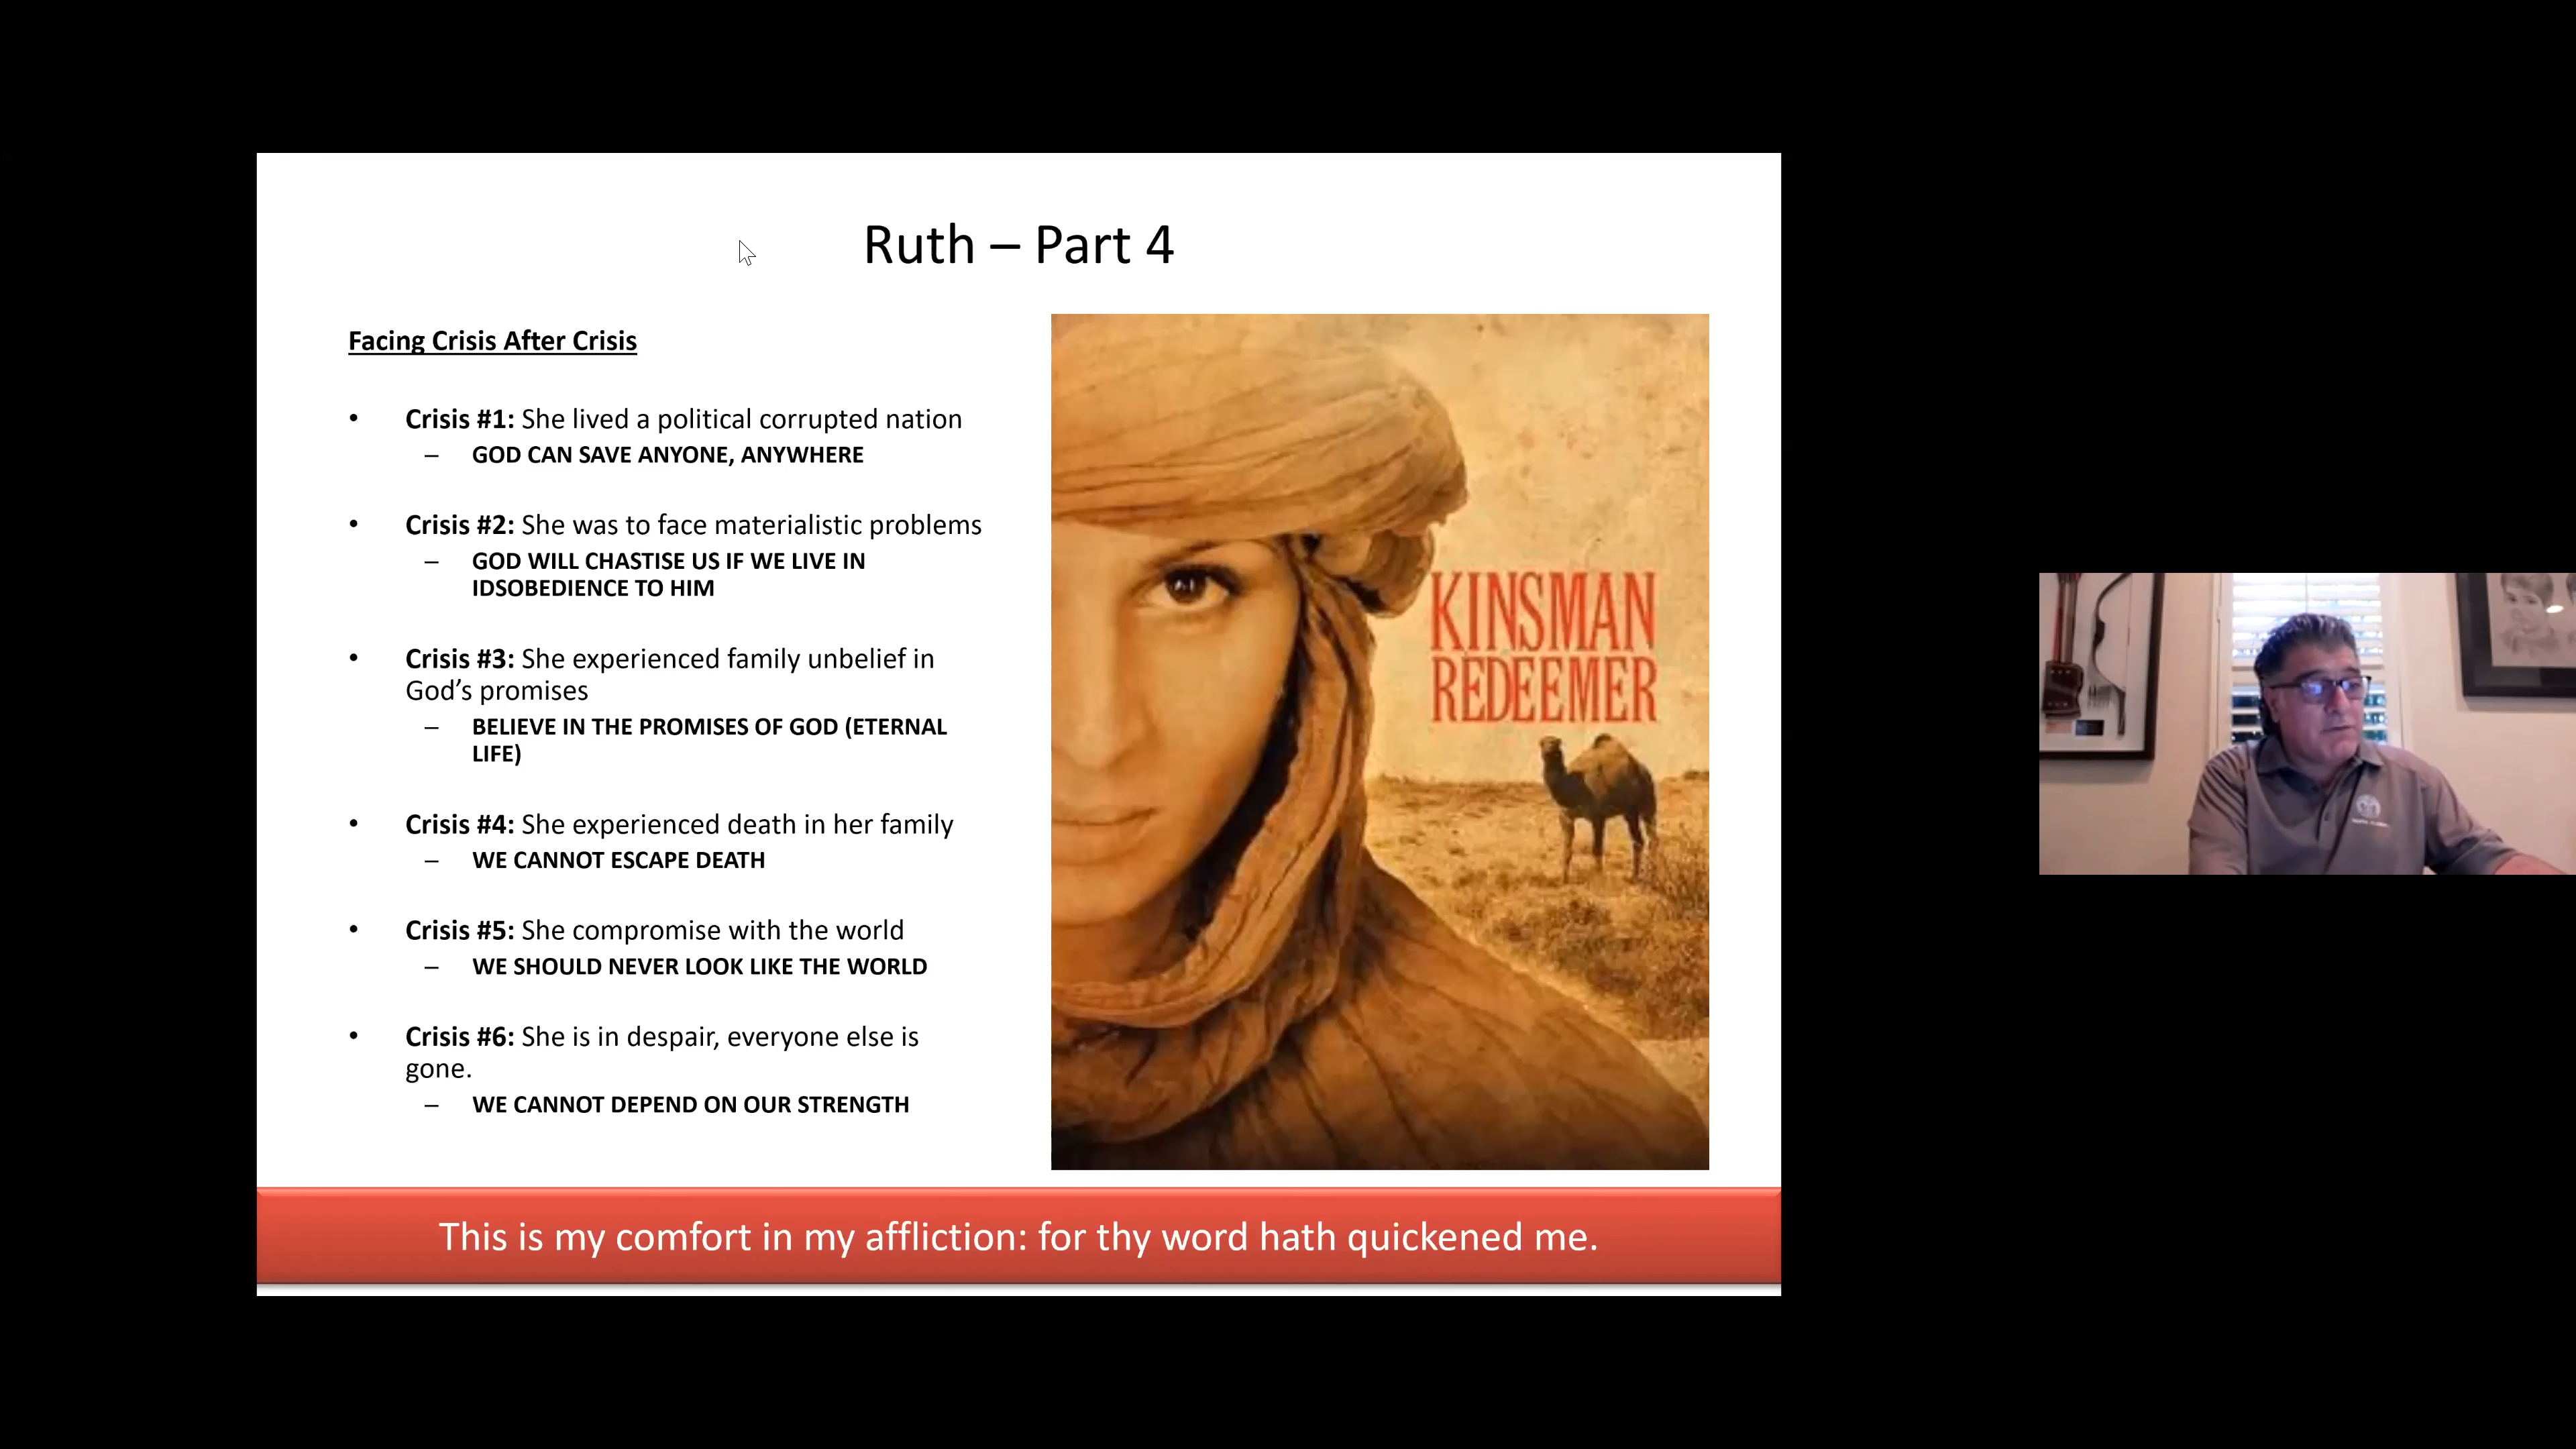 Ruth – Part 4
Facing Crisis After Crisis
• Crisis #1: She lived a political corrupted nation
– GOD CAN SAVE ANYONE, ANYWHERE
• Crisis #2: She was to face materialistic problems
– GOD WILL CHASTISE US IF WE LIVE IN
IDSOBEDIENCE TO HIM
• Crisis #3: She experienced family unbelief in
God’s promises
– BELIEVE IN THE PROMISES OF GOD (ETERNAL
LIFE)
• Crisis #4: She experienced death in her family
– WE CANNOT ESCAPE DEATH
• Crisis #5: She compromise with the world
– WE SHOULD NEVER LOOK LIKE THE WORLD
• Crisis #6: She is in despair, everyone else is
gone.
– WE CANNOT DEPEND ON OUR STRENGTH
KINSMAN
REDEEMER
This is my comfort in my affliction: for thy word hath quickened me.